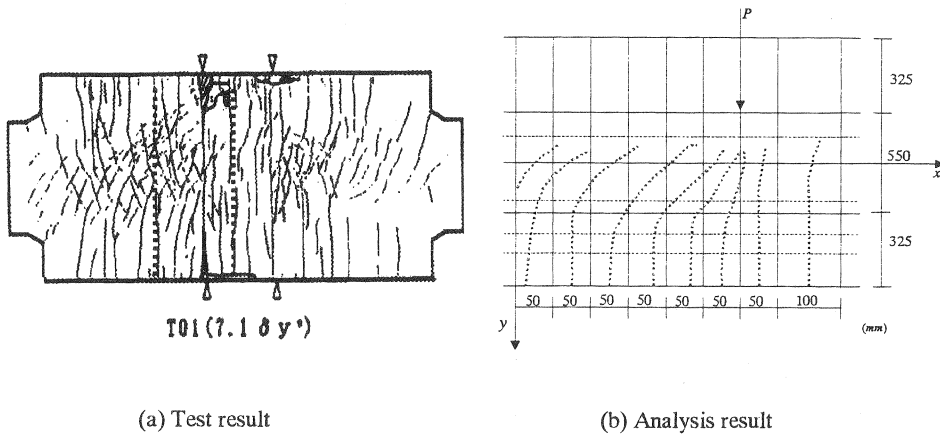 P
325
550
x
325
50 50 50 50 50 50 50 100
y
(mm)
T01(7.1 δ y')
(a) Test result
(b) Analysis result